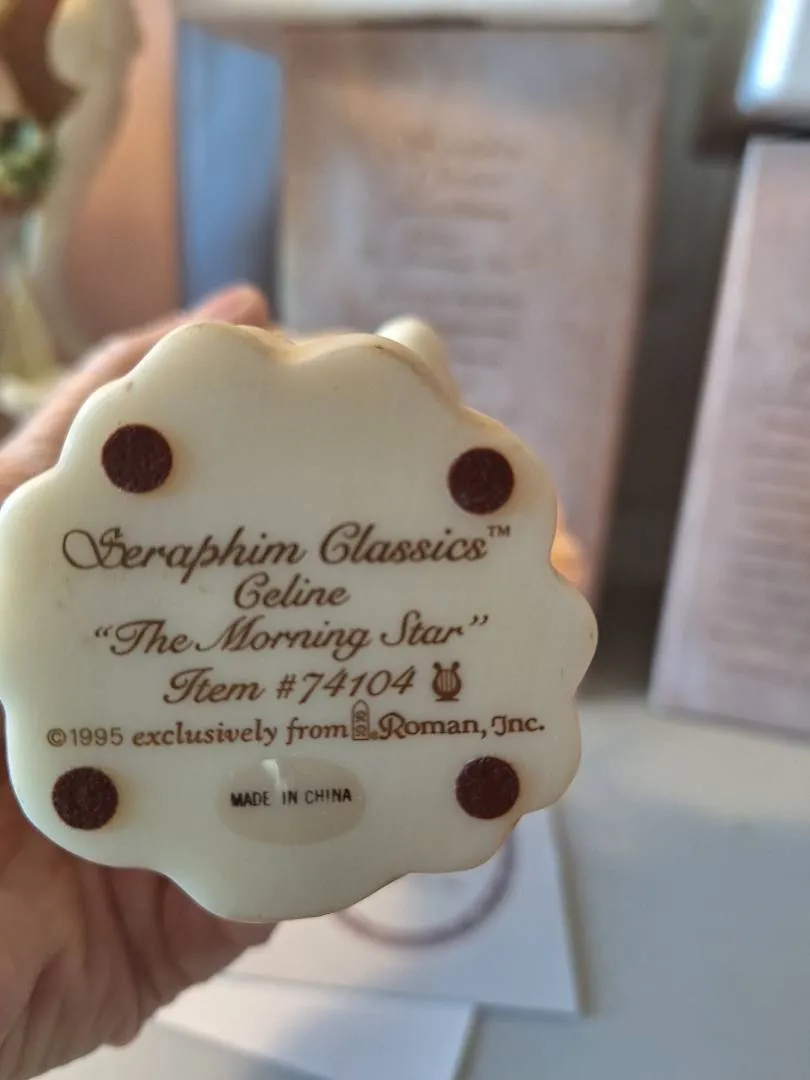 Seraphim Classics™
Celine
"The Morning Star"
Item #74104
©1995 exclusively from Roman, Inc.
MADE IN CHINA